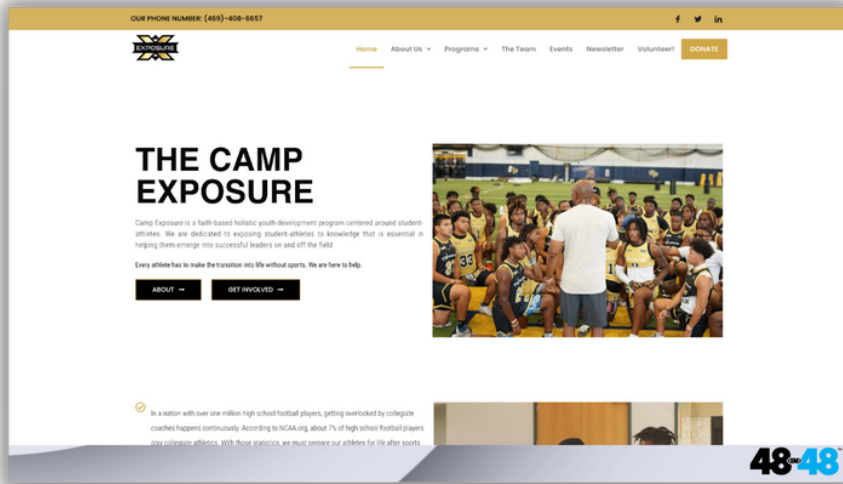 OUR PHONE NUMBER: (469)-408-6657
EXPOSURE
Home About Us Programs The Team Events Newsletter Volunteer! DONATE
THE CAMP
EXPOSURE
Camp Exposure is a faith-based holistic youth development program centered around student-
athletes. We are dedicated to exposing student-athletes to knowledge that is essential in
helping them emerge into successful leaders on and off the field
Every athlete has to make the transition into life without sports. We are here to help.
ABOUT → GET INVOLVED →
33
In a nation with over one million high school football players, getting overlooked by collegiate
coaches happens continuously. According to NCAA.org, about 7% of high school football players
play collegiate athletics. With those statistics, we must prepare our athletes for life after sports
48IN48